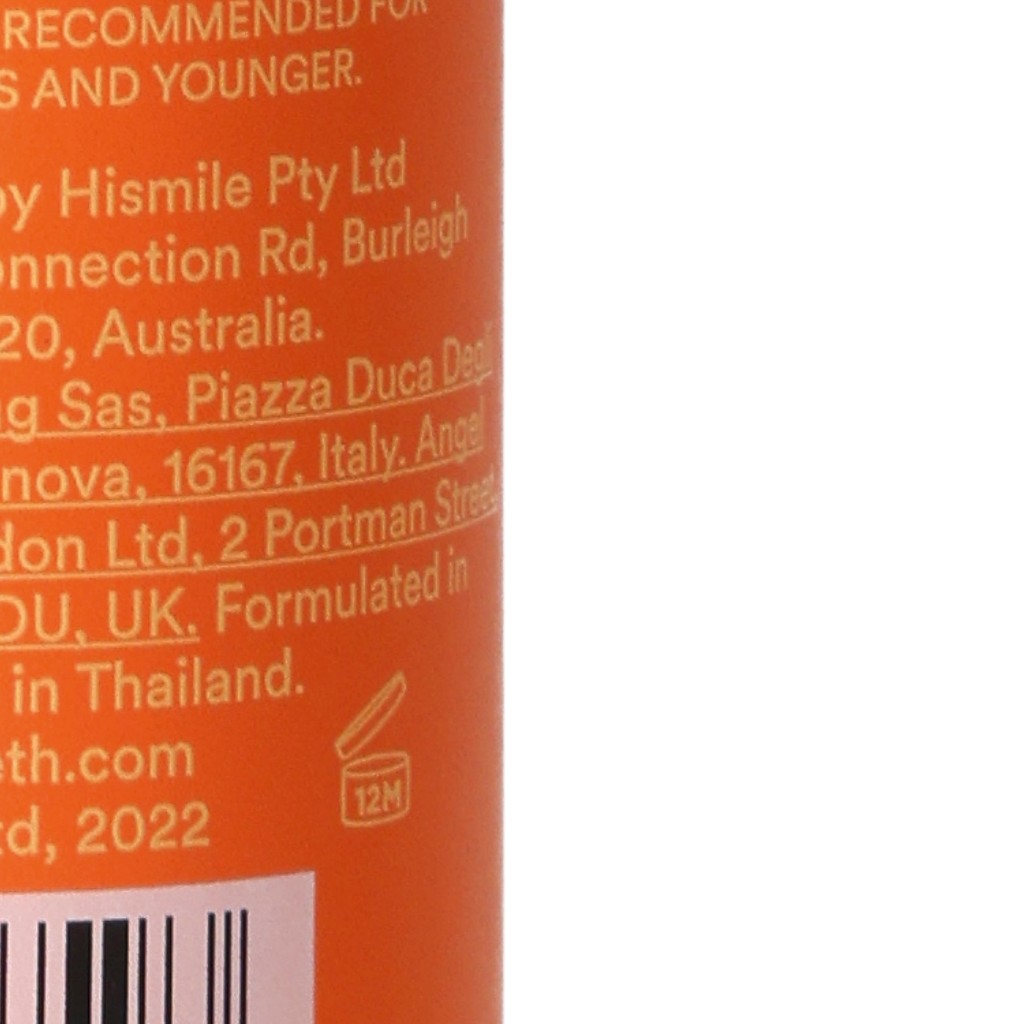 RECOMMENDED FOR
S AND YOUNGER.
by Hismile Pty Ltd
onnection Rd, Burleigh
20, Australia.
ng Sas, Piazza Duca Degli
nova, 16167, Italy. Angel
don Ltd, 2 Portman Street,
DU, UK. Formulated in
in Thailand.
eth.com
td, 2022
12M